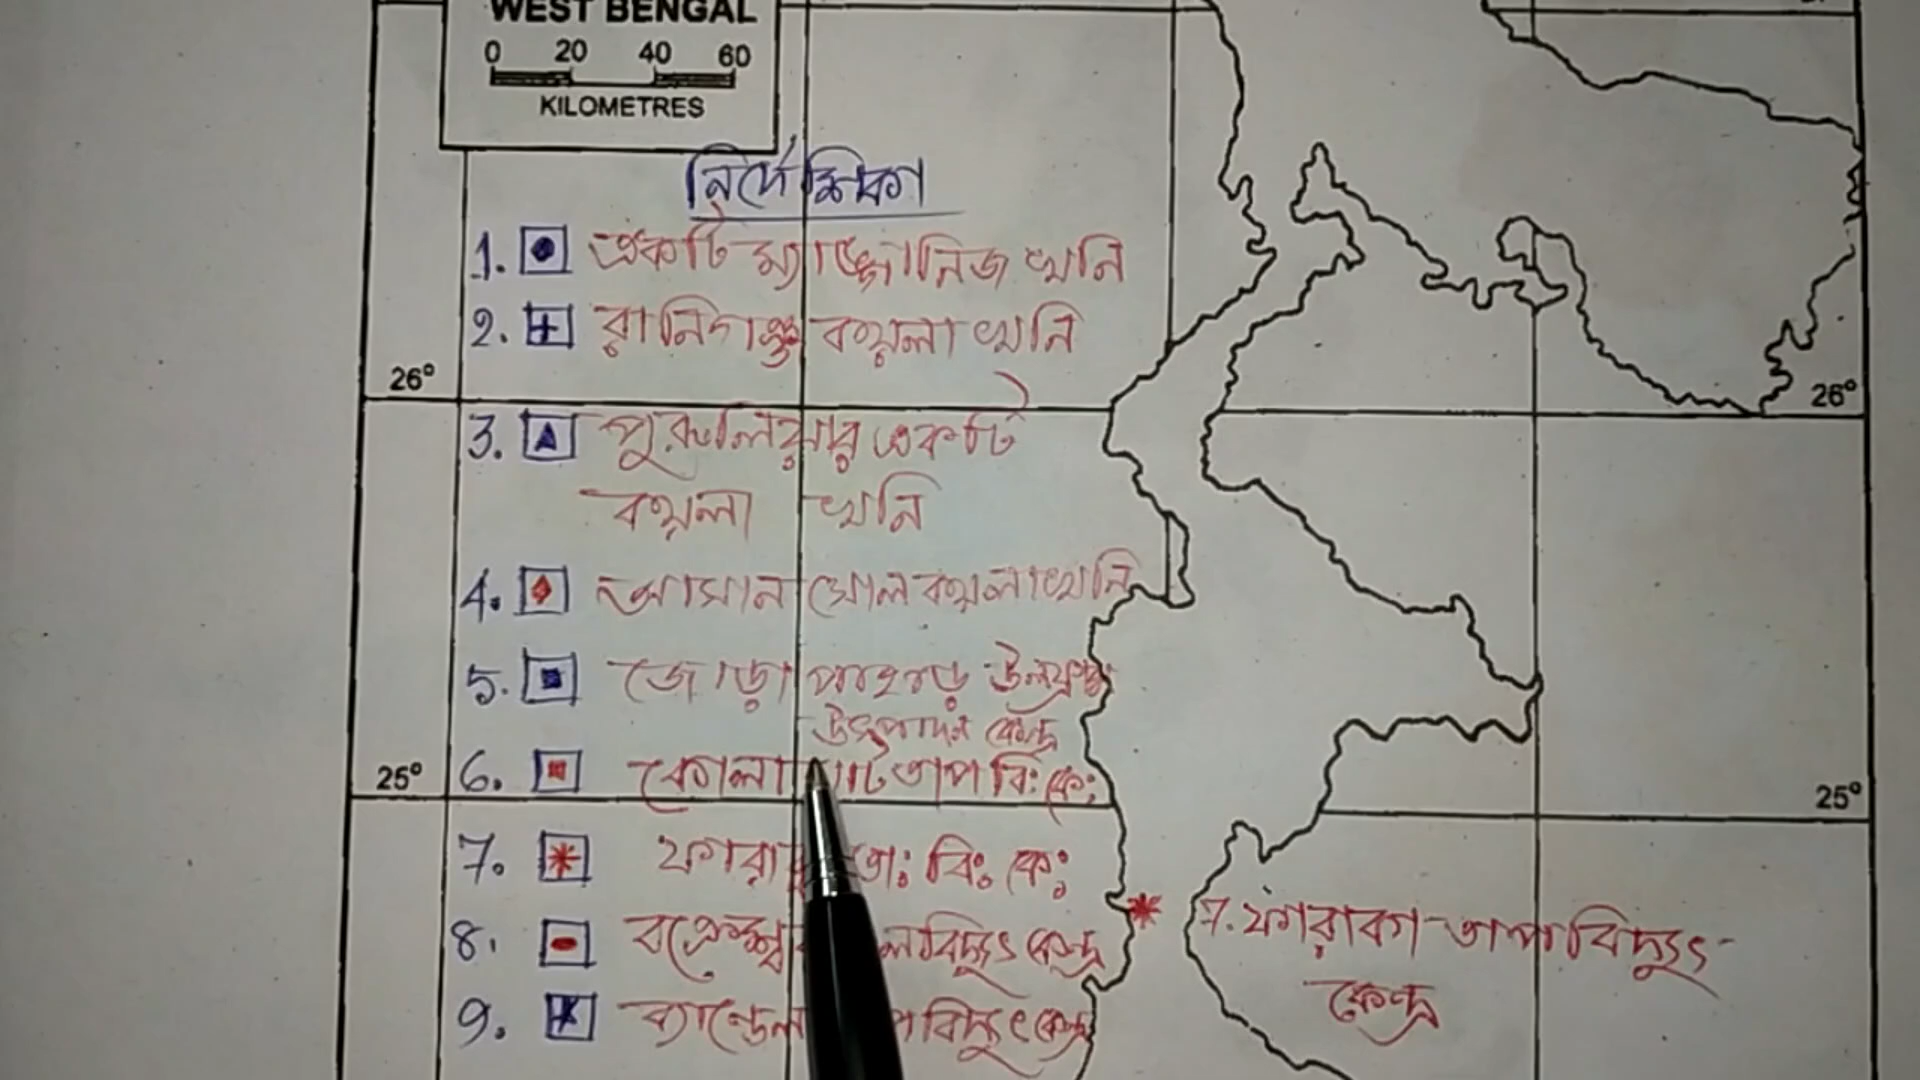 WEST BENGAL
0 20 40 60
KILOMETRES
নির্দেশিকা
1. একটি ম্যাঙ্গানিজ খনি
2. রানিগঞ্জ কয়লা খনি
26° 26°
3. পুরুলিয়ার একটি
কয়লা খনি
4. আসানসোল কয়লাখনি
5. জোড়া পাহাড় উলফ্রাম
উৎপাদন কেন্দ্র
25° 6. কোলাঘাট তাপ বিঃ কেঃ 25°
7. ফারাক্কা তাঃ বিঃ কেঃ
7. ফারাক্কা তাপবিদ্যুৎ-
কেন্দ্র
8. বক্রেশ্বর বিদ্যুৎ কেন্দ্র
9. ব্যান্ডেল বিদ্যুৎ কেন্দ্র